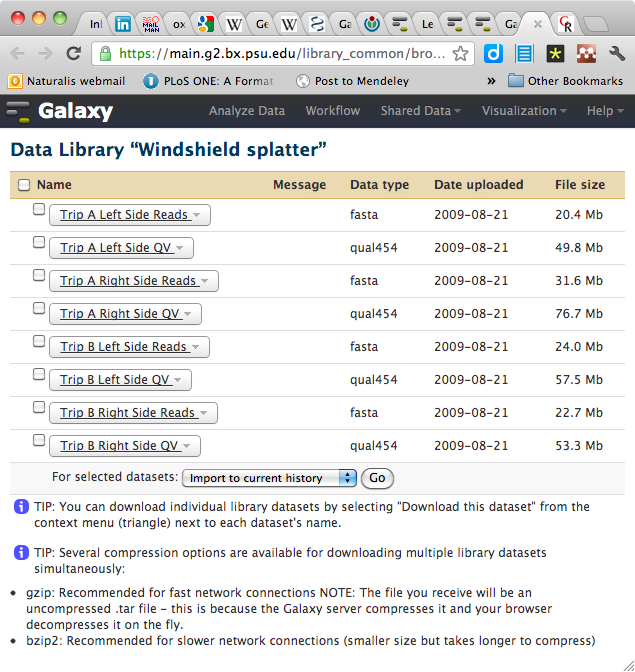 Inl
in
SEO MAIL MAN
ox
g
W
Ge
W
Ga
Le
Ga
CR
https://main.g2.bx.psu.edu/library_common/bro...
Naturalis webmail
PLoS ONE: A Format
Post to Mendeley
»
Other Bookmarks
Galaxy
Analyze Data
Workflow
Shared Data
Visualization
Help
Data Library “Windshield splatter”
Name Message Data type Date uploaded File size
Trip A Left Side Reads fasta 2009-08-21 20.4 Mb
Trip A Left Side QV qual454 2009-08-21 49.8 Mb
Trip A Right Side Reads fasta 2009-08-21 31.6 Mb
Trip A Right Side QV qual454 2009-08-21 76.7 Mb
Trip B Left Side Reads fasta 2009-08-21 24.0 Mb
Trip B Left Side QV qual454 2009-08-21 57.5 Mb
Trip B Right Side Reads fasta 2009-08-21 22.7 Mb
Trip B Right Side QV qual454 2009-08-21 53.3 Mb
For selected datasets: Import to current history Go
TIP: You can download individual library datasets by selecting "Download this dataset" from the
context menu (triangle) next to each dataset's name.
TIP: Several compression options are available for downloading multiple library datasets
simultaneously:
• gzip: Recommended for fast network connections NOTE: The file you receive will be an
uncompressed .tar file - this is because the Galaxy server compresses it and your browser
decompresses it on the fly.
• bzip2: Recommended for slower network connections (smaller size but takes longer to compress)